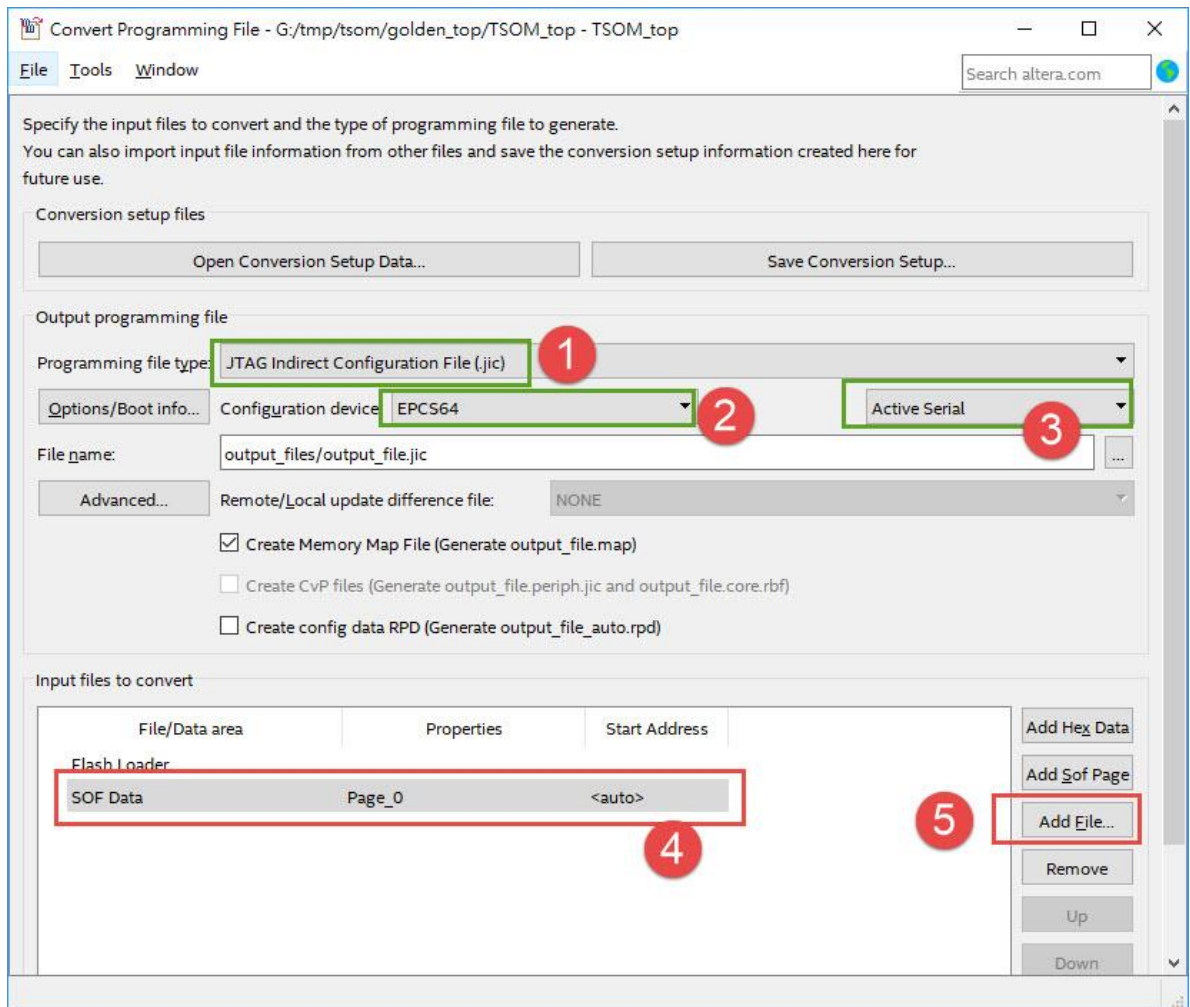 Convert Programming File - G:/tmp/tsom/golden_top/TSOM_top - TSOM_top
File Tools Window Search altera.com
Specify the input files to convert and the type of programming file to generate.
You can also import input file information from other files and save the conversion setup information created here for
future use.
Conversion setup files
Open Conversion Setup Data... Save Conversion Setup...
Output programming file
Programming file type: JTAG Indirect Configuration File (.jic) 1
Options/Boot info... Configuration device EPCS64 2 Active Serial 3
File name: output_files/output_file.jic ...
Advanced... Remote/Local update difference file: NONE
Create Memory Map File (Generate output_file.map)
Create CvP files (Generate output_file.periph.jic and output_file.core.rbf)
Create config data RPD (Generate output_file_auto.rpd)
Input files to convert
File/Data area Properties Start Address Add Hex Data
Flash Loader
Add Sof Page
SOF Data Page_0 <auto>
4
5 Add File...
Remove
Up
Down